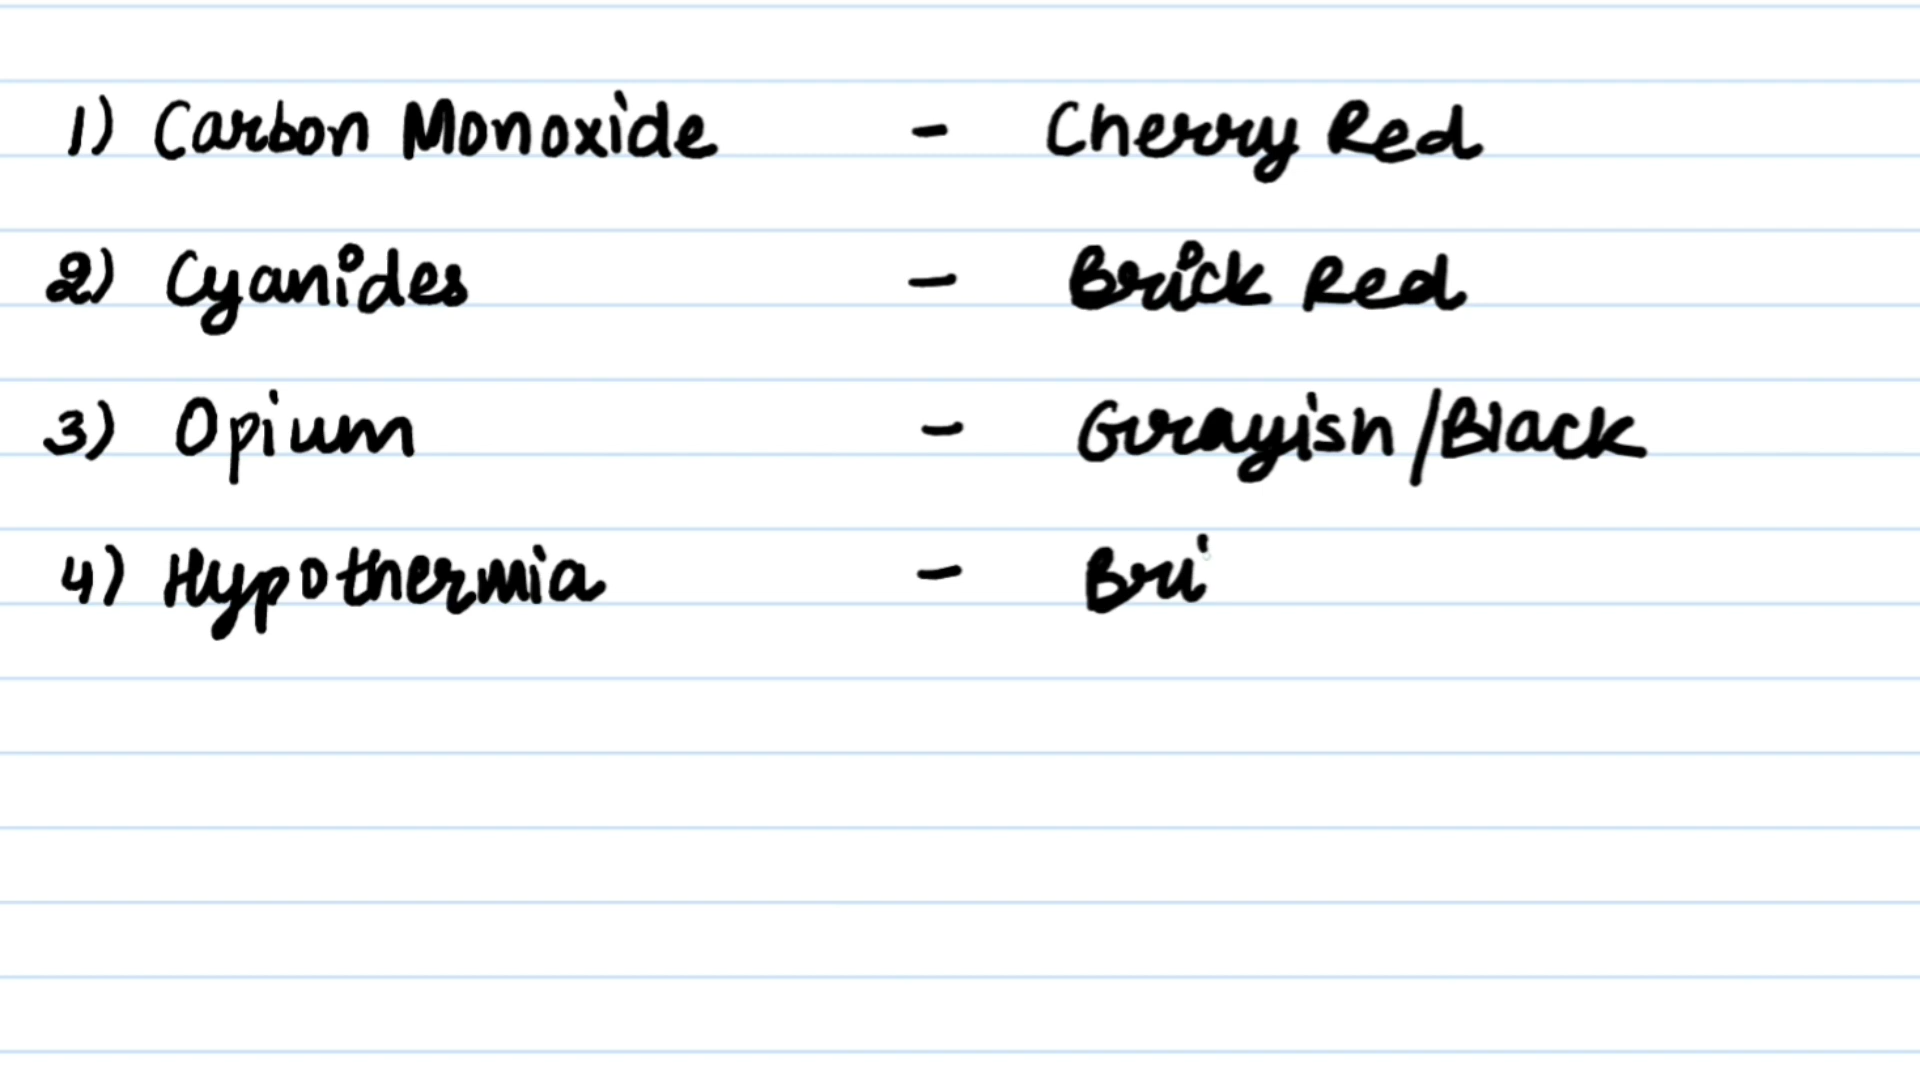 1) Carbon Monoxide - Cherry Red
2) Cyanides - Brick Red
3) Opium - Grayish/Black
4) Hypothermia - Bri